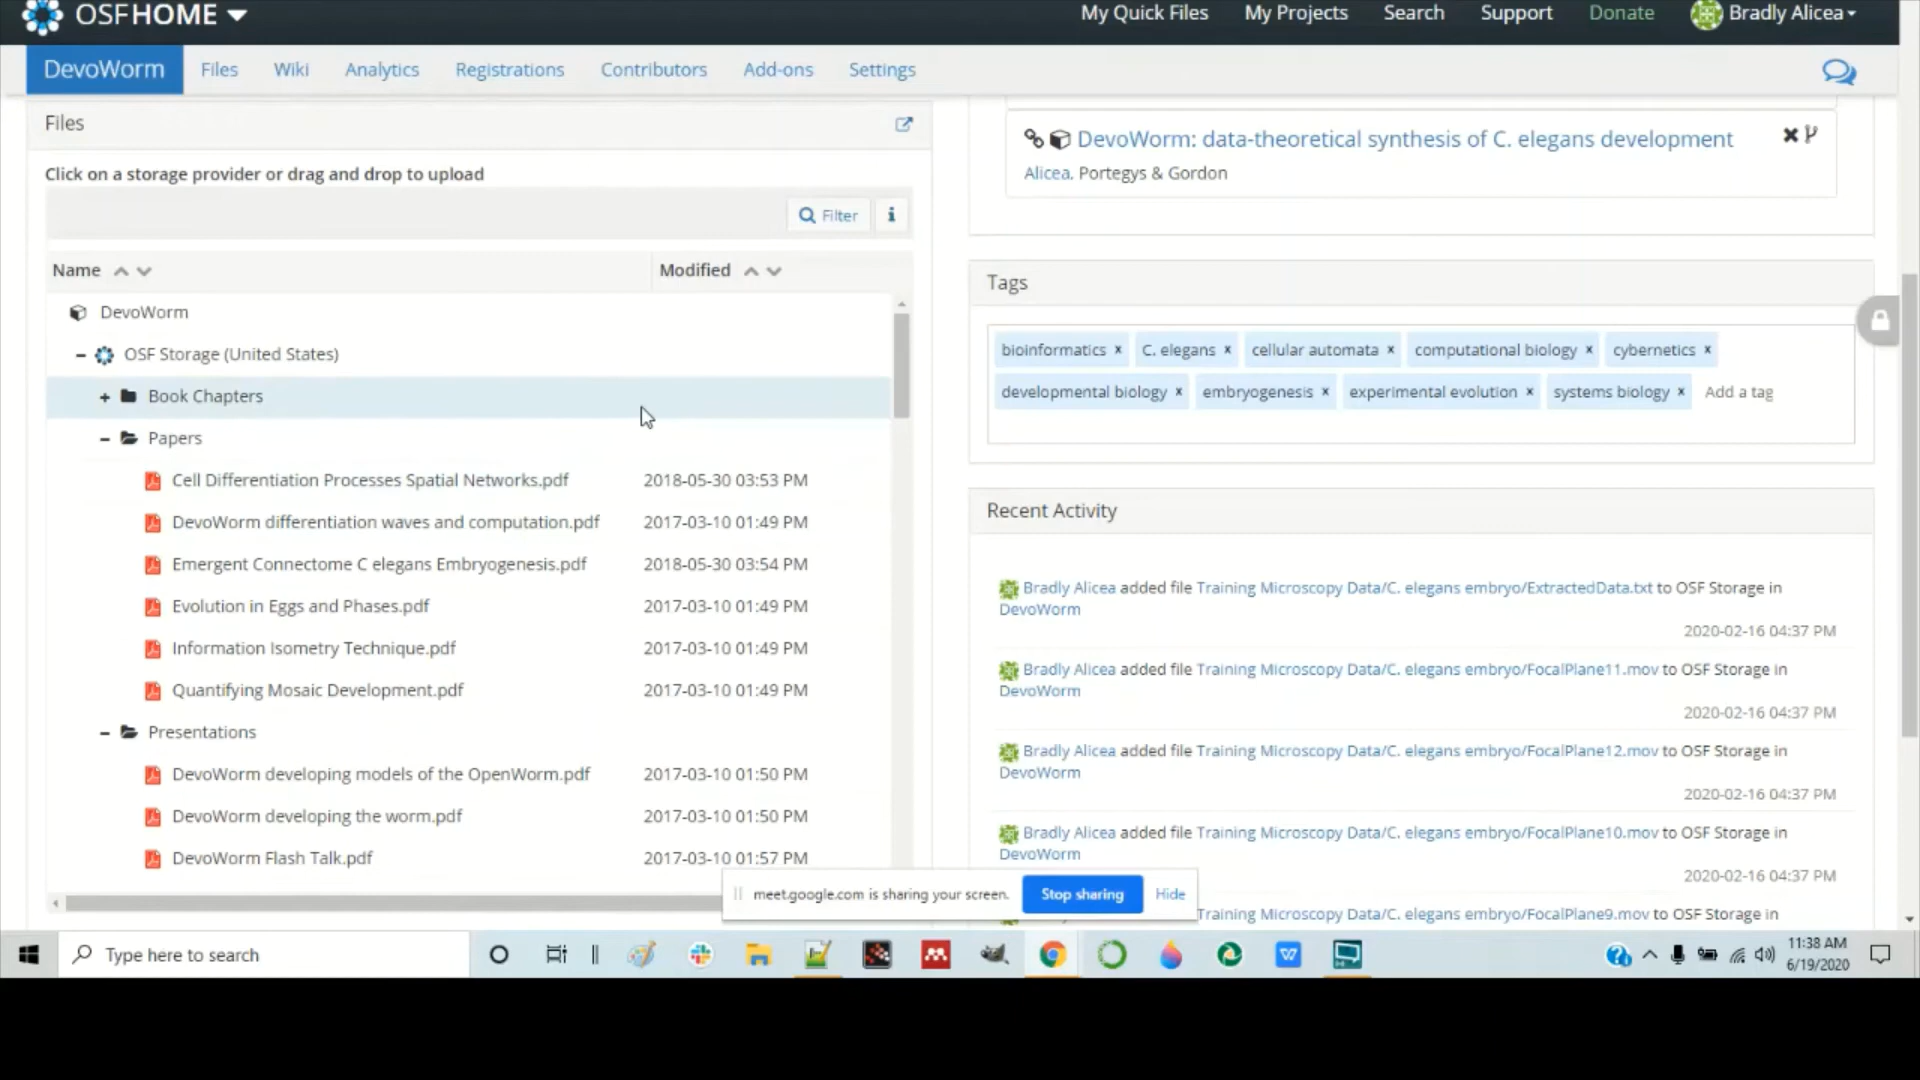 OSFHOME
My Quick Files My Projects Search Support Donate Bradly Alicea
DevoWorm Files Wiki Analytics Registrations Contributors Add-ons Settings
Files
Click on a storage provider or drag and drop to upload
Filter i
Name Modified
DevoWorm
OSF Storage (United States)
Book Chapters
Papers
Cell Differentiation Processes Spatial Networks.pdf 2018-05-30 03:53 PM
DevoWorm differentiation waves and computation.pdf 2017-03-10 01:49 PM
Emergent Connectome C elegans Embryogenesis.pdf 2018-05-30 03:54 PM
Evolution in Eggs and Phases.pdf 2017-03-10 01:49 PM
Information Isometry Technique.pdf 2017-03-10 01:49 PM
Quantifying Mosaic Development.pdf 2017-03-10 01:49 PM
Presentations
DevoWorm developing models of the OpenWorm.pdf 2017-03-10 01:50 PM
DevoWorm developing the worm.pdf 2017-03-10 01:50 PM
DevoWorm Flash Talk.pdf 2017-03-10 01:57 PM
DevoWorm: data-theoretical synthesis of C. elegans development
Alicea, Portegys & Gordon
Tags
bioinformatics x C. elegans x cellular automata x computational biology x cybernetics x
developmental biology x embryogenesis x experimental evolution x systems biology x Add a tag
Recent Activity
Bradly Alicea added file Training Microscopy Data/C. elegans embryo/ExtractedData.txt to OSF Storage in
DevoWorm
2020-02-16 04:37 PM
Bradly Alicea added file Training Microscopy Data/C. elegans embryo/FocalPlane11.mov to OSF Storage in
DevoWorm
2020-02-16 04:37 PM
Bradly Alicea added file Training Microscopy Data/C. elegans embryo/FocalPlane12.mov to OSF Storage in
DevoWorm
2020-02-16 04:37 PM
Bradly Alicea added file Training Microscopy Data/C. elegans embryo/FocalPlane10.mov to OSF Storage in
DevoWorm
2020-02-16 04:37 PM
Training Microscopy Data/C. elegans embryo/FocalPlane9.mov to OSF Storage in
meet.google.com is sharing your screen. Stop sharing Hide
Type here to search
11:38 AM
6/19/2020